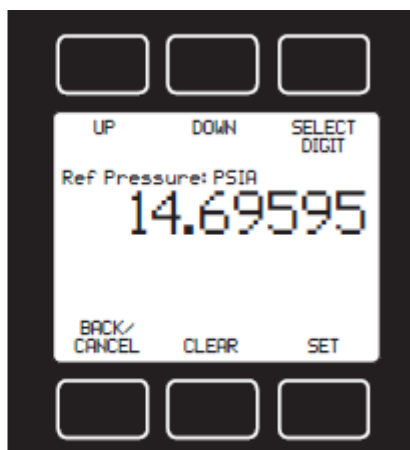 UP DOWN SELECT
DIGIT
Ref Pressure: PSIA
14.69595
BACK/
CANCEL CLEAR SET